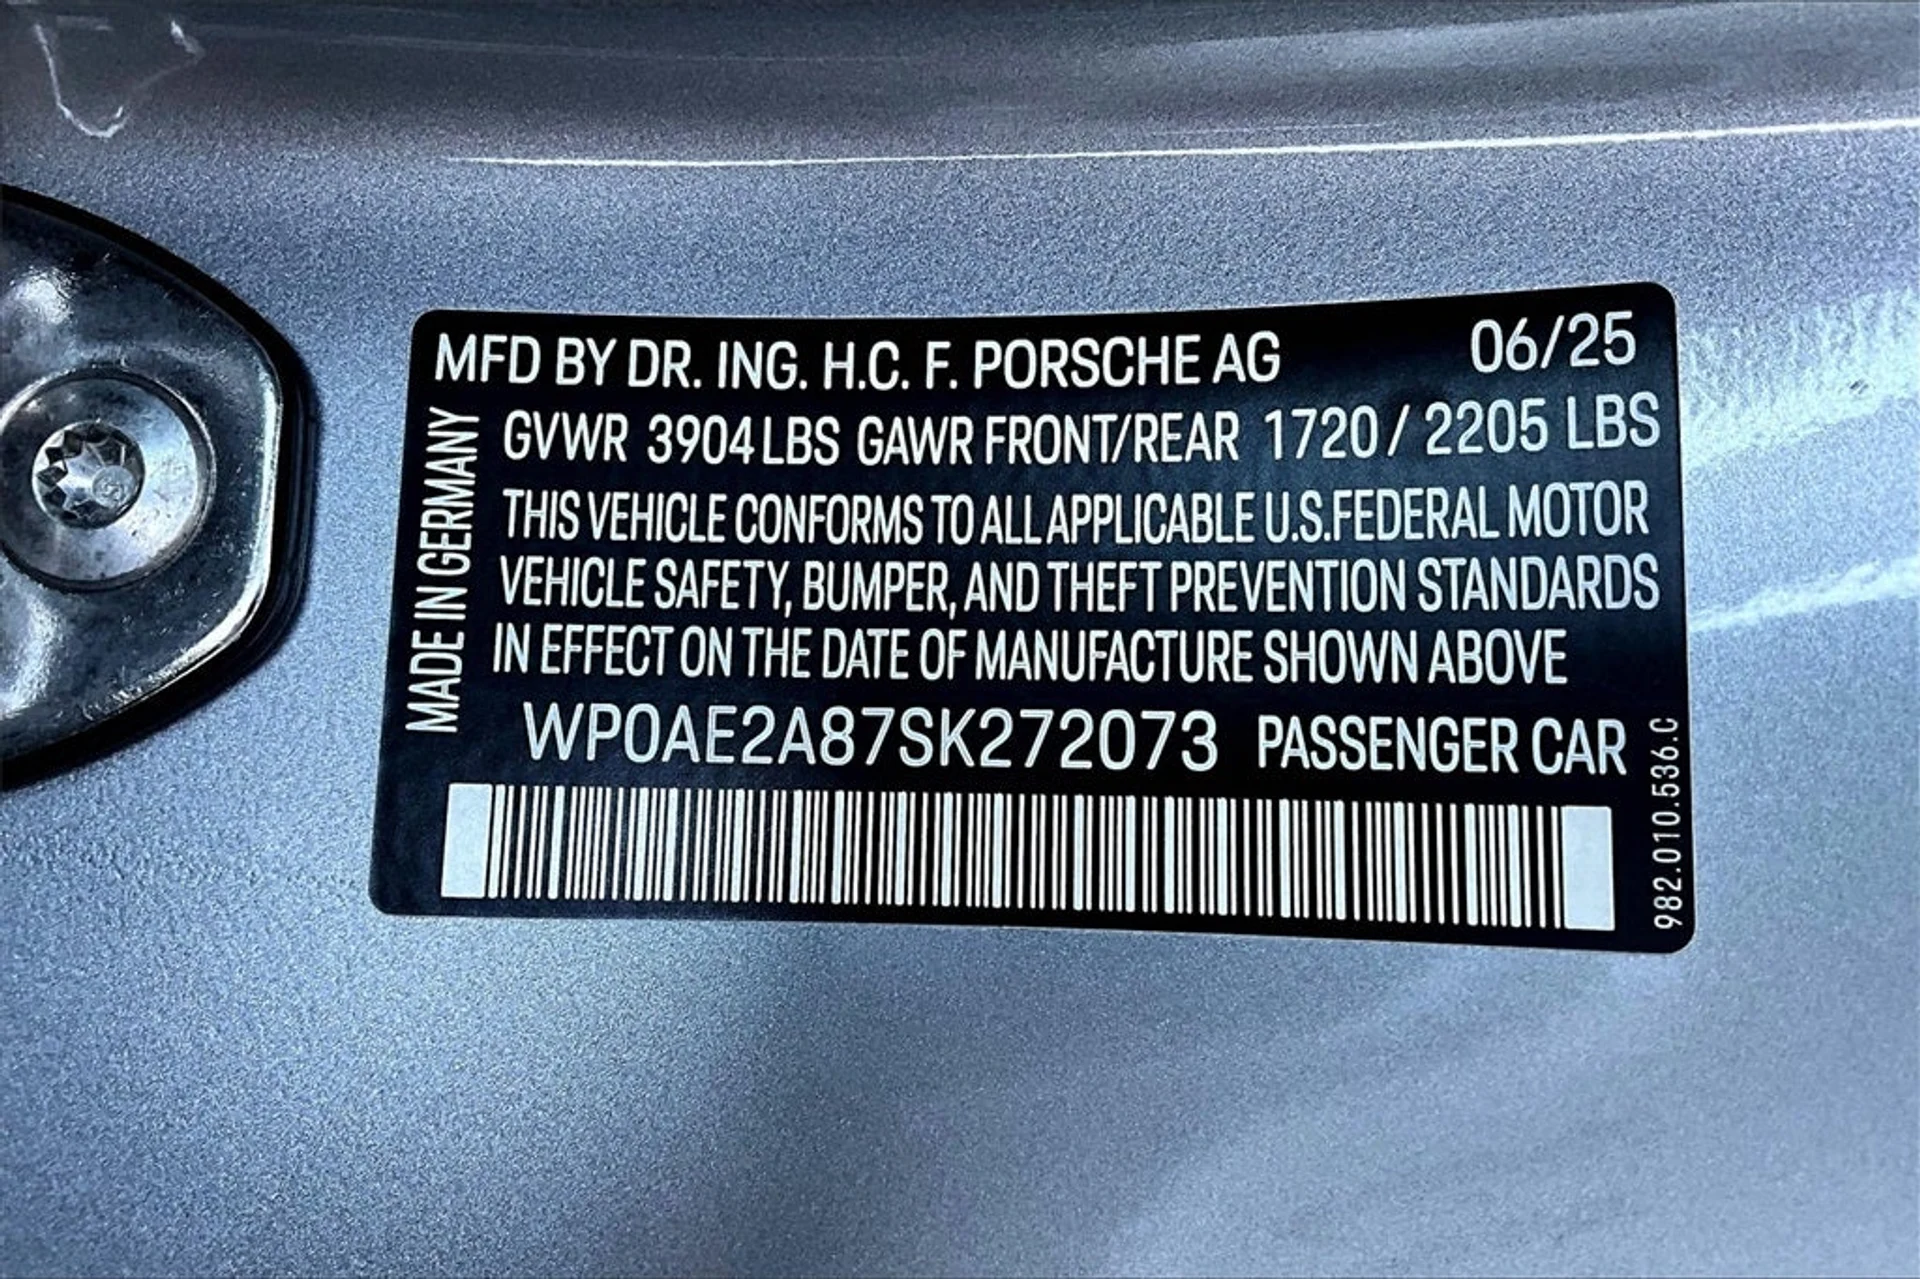 MFD BY DR. ING. H.C. F. PORSCHE AG 06/25
GVWR 3904 LBS GAWR FRONT/REAR 1720 / 2205 LBS
THIS VEHICLE CONFORMS TO ALL APPLICABLE U.S.FEDERAL MOTOR
VEHICLE SAFETY, BUMPER, AND THEFT PREVENTION STANDARDS
IN EFFECT ON THE DATE OF MANUFACTURE SHOWN ABOVE
WP0AE2A87SK272073 PASSENGER CAR
MADE IN GERMANY
982.010.536.C